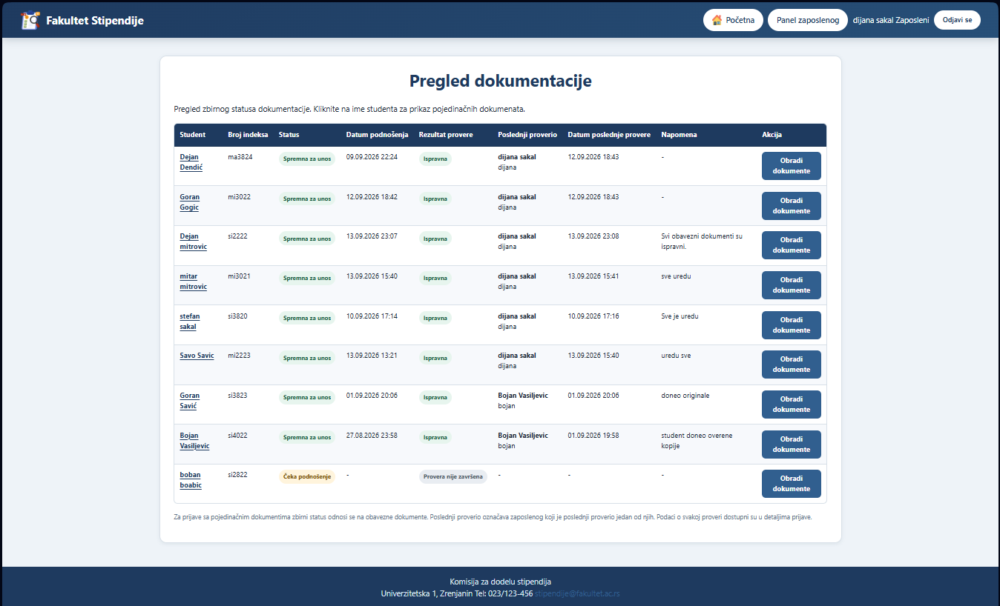 Fakultet Stipendije
Početna
Panel zaposlenog
dijana sakal Zaposleni
Odjavi se
Pregled dokumentacije
Pregled zbirnog statusa dokumentacije. Kliknite na ime studenta za prikaz pojedinačnih dokumenata.
Student Broj indeksa Status Datum podnošenja Rezultat provere Poslednji proverio Datum poslednje provere Napomena Akcija
Dejan Dendić ma3824 Spremna za unos 09.09.2026 22:24 Ispravna dijana sakal dijana 12.09.2026 18:43 - Obradi dokumente
Goran Gogic mi3022 Spremna za unos 12.09.2026 18:42 Ispravna dijana sakal dijana 12.09.2026 18:43 - Obradi dokumente
Dejan mitrovic si2222 Spremna za unos 13.09.2026 23:07 Ispravna dijana sakal dijana 13.09.2026 23:08 Svi obavezni dokumenti su ispravni. Obradi dokumente
mitar mitrovic mi3021 Spremna za unos 13.09.2026 15:40 Ispravna dijana sakal dijana 13.09.2026 15:41 sve uredu Obradi dokumente
stefan sakal si3820 Spremna za unos 10.09.2026 17:14 Ispravna dijana sakal dijana 10.09.2026 17:16 Sve je uredu Obradi dokumente
Savo Savic mi2223 Spremna za unos 13.09.2026 13:21 Ispravna dijana sakal dijana 13.09.2026 15:40 uredu sve Obradi dokumente
Goran Savić si3823 Spremna za unos 01.09.2026 20:06 Ispravna Bojan Vasiljevic bojan 01.09.2026 20:06 doneo originale Obradi dokumente
Bojan Vasiljevic si4022 Spremna za unos 27.08.2026 23:58 Ispravna Bojan Vasiljevic bojan 01.09.2026 19:58 student doneo overene kopije Obradi dokumente
boban boabic si2822 Čeka podnošenje - Provera nije završena - - - Obradi dokumente
Za prijave sa pojedinačnim dokumentima zbirni status odnosi se na obavezne dokumente. Poslednji proverio označava zaposlenog koji je poslednji proverio jedan od njih. Podaci o svakoj proveri dostupni su u detaljima prijave.
Komisija za dodelu stipendija
Univerzitetska 1, Zrenjanin Tel: 023/123-456 stipendije@fakultet.ac.rs